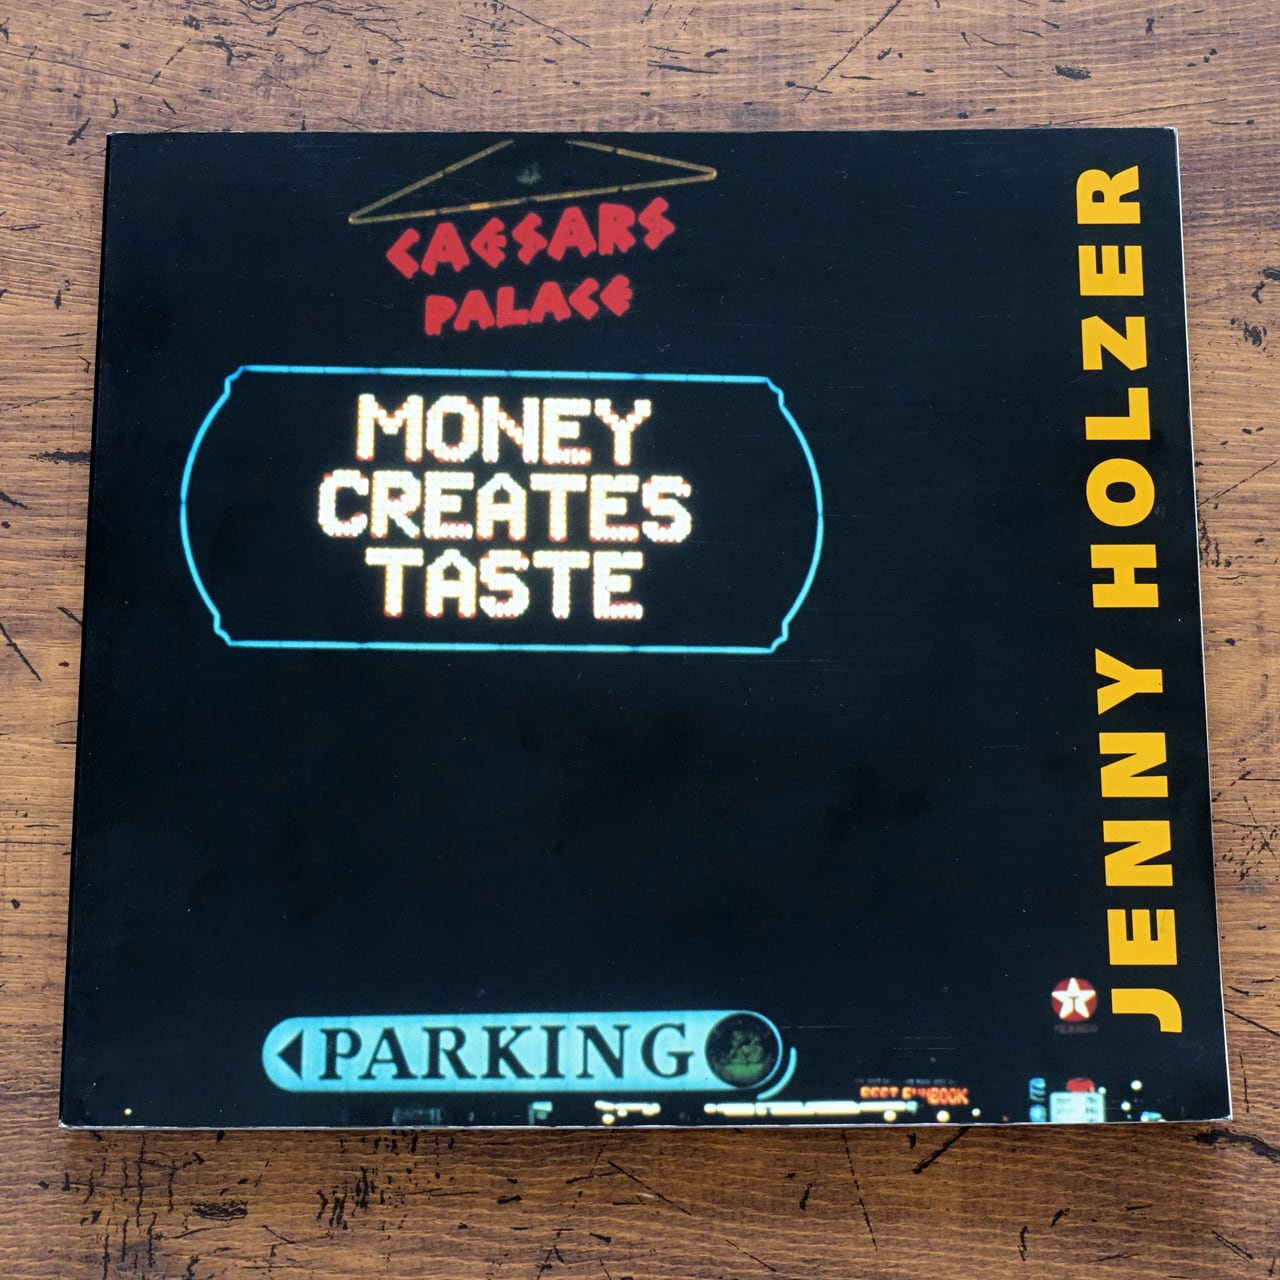 CAESARS
PALACE
MONEY
CREATES
TASTE
JENNY HOLZER
T
PARKING